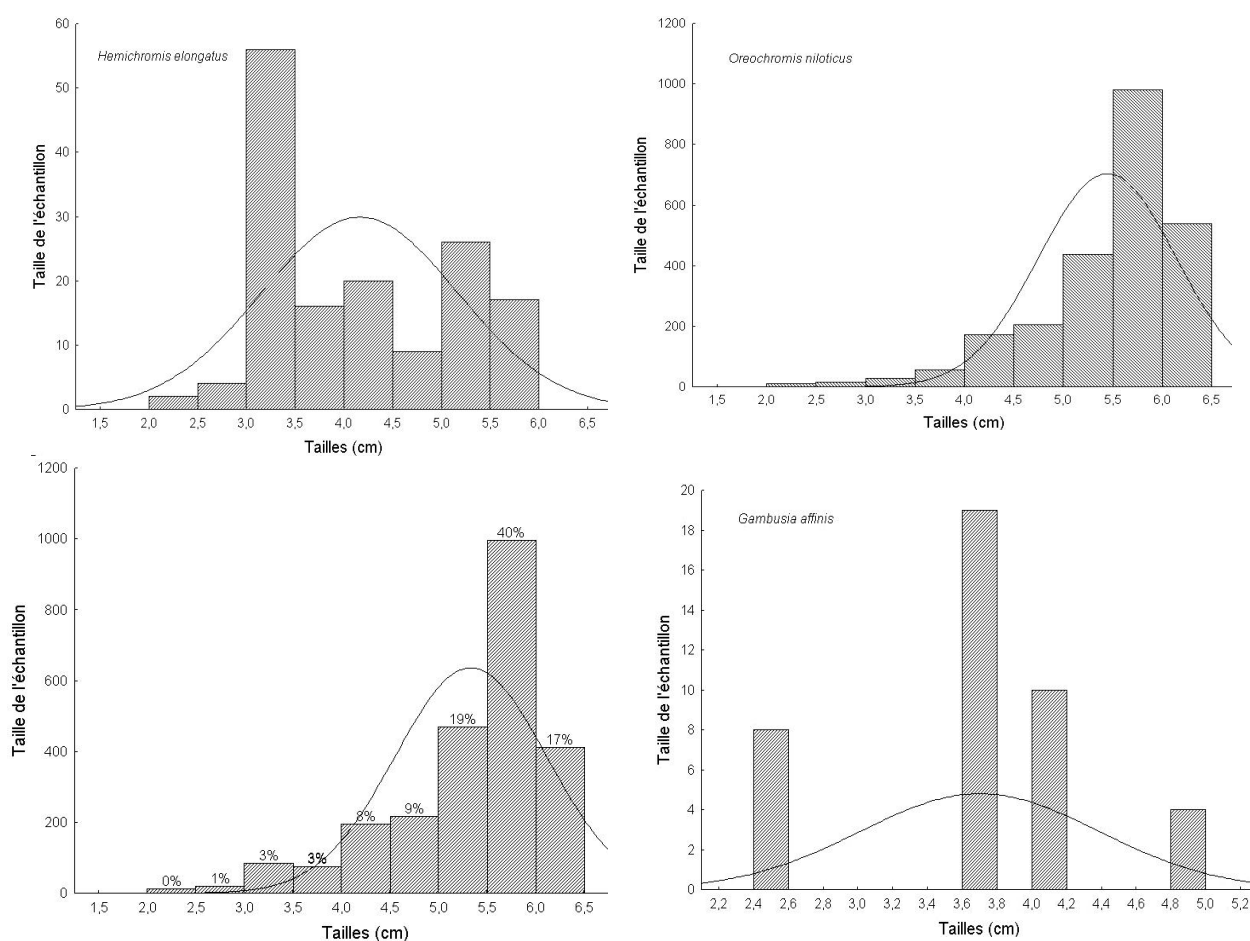 Hemichromis elongatus
Taille de l'échantillon
60
50
40
30
20
10
0
1,5 2,0 2,5 3,0 3,5 4,0 4,5 5,0 5,5 6,0 6,5
Tailles (cm)
Oreochromis niloticus
Taille de l'échantillon
1200
1000
800
600
400
200
0
1,5 2,0 2,5 3,0 3,5 4,0 4,5 5,0 5,5 6,0 6,5
Tailles (cm)
Taille de l'échantillon
1200
1000
800
600
400
200
0
0% 1% 3% 3% 8% 9% 19% 40% 17%
1,5 2,0 2,5 3,0 3,5 4,0 4,5 5,0 5,5 6,0 6,5
Tailles (cm)
Gambusia affinis
Taille de l'échantillon
20
18
16
14
12
10
8
6
4
2
0
2,2 2,4 2,6 2,8 3,0 3,2 3,4 3,6 3,8 4,0 4,2 4,4 4,6 4,8 5,0 5,2
Tailles (cm)